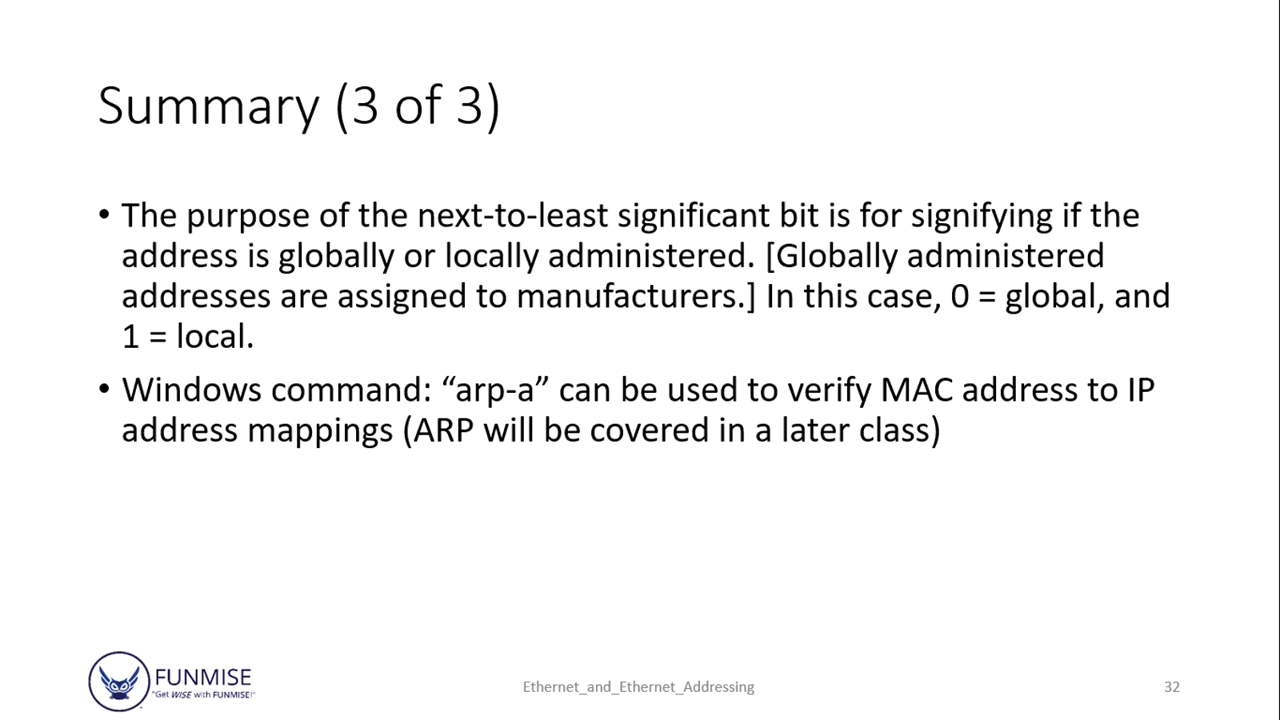 Summary (3 of 3)
• The purpose of the next-to-least significant bit is for signifying if the
address is globally or locally administered. [Globally administered
addresses are assigned to manufacturers.] In this case, 0 = global, and
1 = local.
• Windows command: “arp-a” can be used to verify MAC address to IP
address mappings (ARP will be covered in a later class)
FUNMISE
"Get WISE with FUNMISE!"
Ethernet_and_Ethernet_Addressing
32